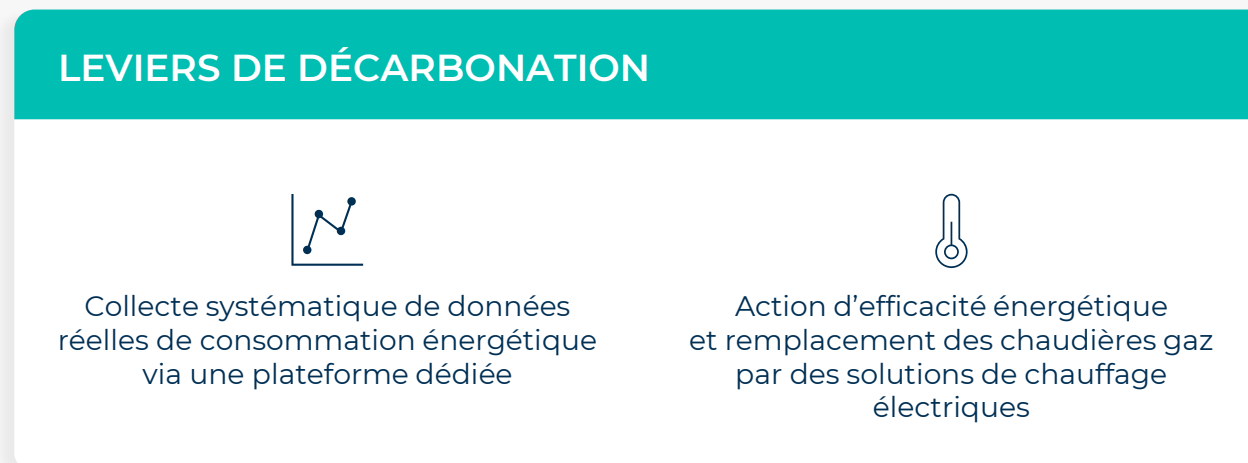 LEVIERS DE DÉCARBONATION
Collecte systématique de données
réelles de consommation énergétique
via une plateforme dédiée
Action d’efficacité énergétique
et remplacement des chaudières gaz
par des solutions de chauffage
électriques